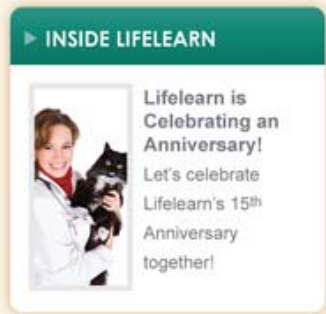 INSIDE LIFELEARN
Lifelearn is
Celebrating an
Anniversary!
Let's celebrate
Lifelearn's 15th
Anniversary
together!